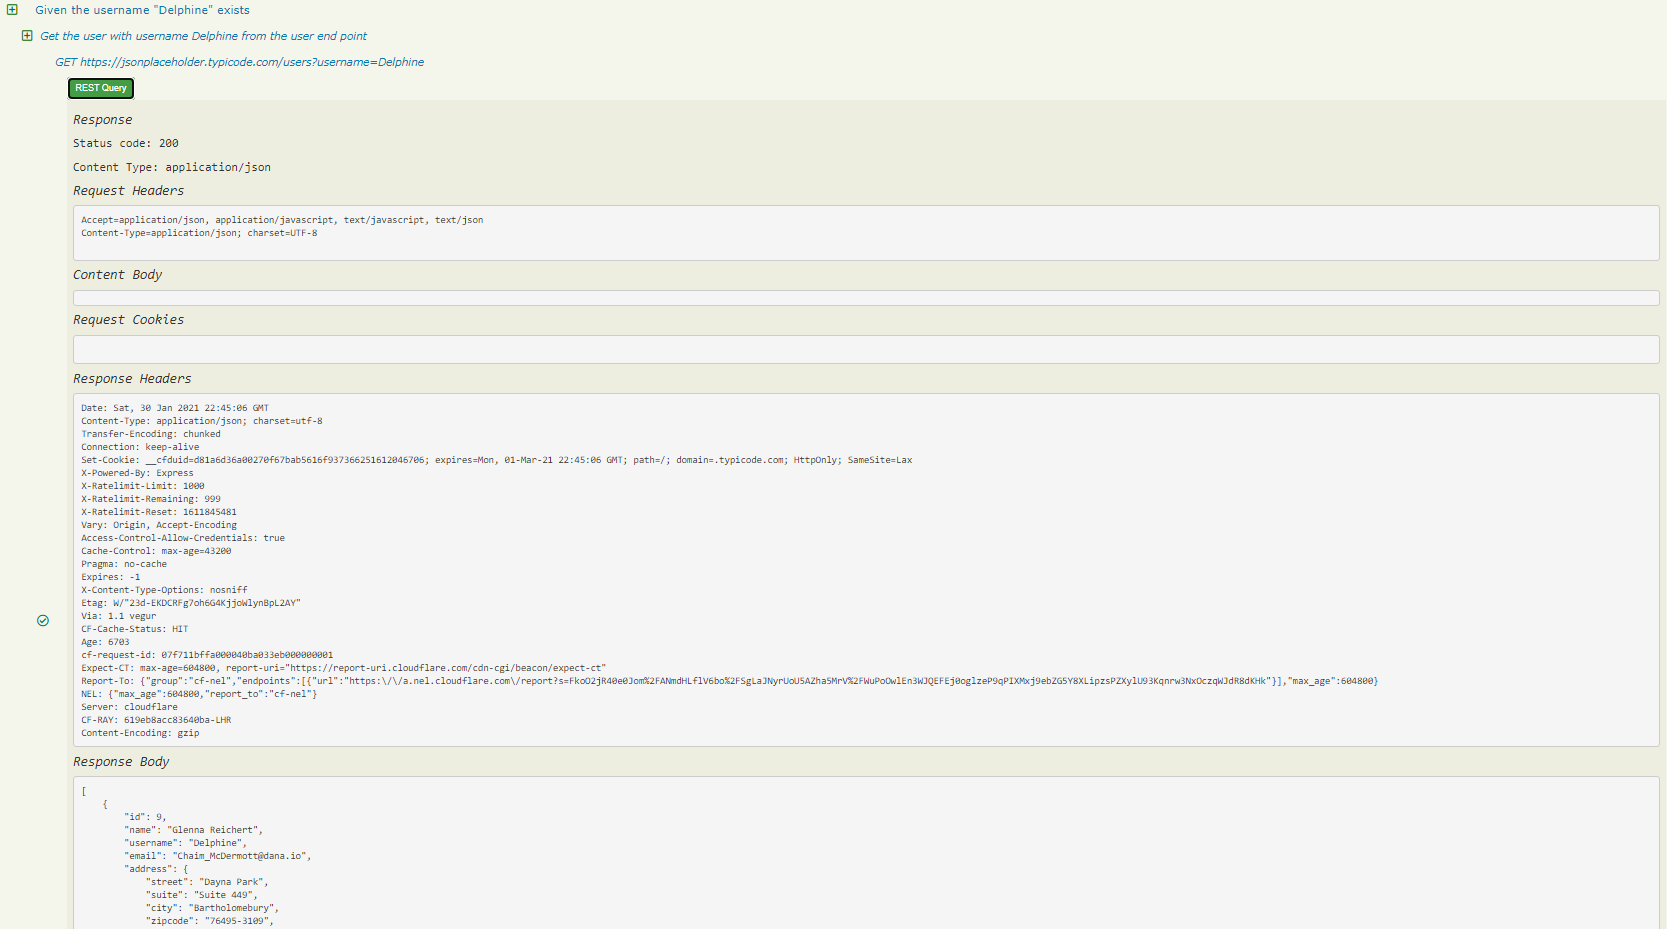 Given the username "Delphine" exists
Get the user with username Delphine from the user end point
GET https://jsonplaceholder.typicode.com/users?username=Delphine
REST Query
Response
Status code: 200
Content Type: application/json
Request Headers
Accept=application/json, application/javascript, text/javascript, text/json
Content-Type=application/json; charset=UTF-8
Content Body
Request Cookies
Response Headers
Date: Sat, 30 Jan 2021 22:45:06 GMT
Content-Type: application/json; charset=utf-8
Transfer-Encoding: chunked
Connection: keep-alive
Set-Cookie: __cfduid=d81a6d36a00270f67bab5616f937366251612046706; expires=Mon, 01-Mar-21 22:45:06 GMT; path=/; domain=.typicode.com; HttpOnly; SameSite=Lax
X-Powered-By: Express
X-Ratelimit-Limit: 1000
X-Ratelimit-Remaining: 999
X-Ratelimit-Reset: 1611845481
Vary: Origin, Accept-Encoding
Access-Control-Allow-Credentials: true
Cache-Control: max-age=43200
Pragma: no-cache
Expires: -1
X-Content-Type-Options: nosniff
Etag: W/"23d-EKDCRFg7oh6G4KjjoWlynBpL2AY"
Via: 1.1 vegur
CF-Cache-Status: HIT
Age: 6703
cf-request-id: 07f711bffa000040ba033eb000000001
Expect-CT: max-age=604800, report-uri="https://report-uri.cloudflare.com/cdn-cgi/beacon/expect-ct"
Report-To: {"group":"cf-nel","endpoints":[{"url":"https:\/\/a.nel.cloudflare.com\/report?s=FkoO2jR40e0Jom%2FANmdHLflV6bo%2FSgLaJNyrUoU5AZha5MrV%2FWuPoOwlEn3WJQEFEj0oglzeP9qPIXMxj9ebZG5Y8XLipzsPZXylU93Kqnrw3NxOczqWJdR8dKHk"}],"max_age":604800}
NEL: {"max_age":604800,"report_to":"cf-nel"}
Server: cloudflare
CF-RAY: 619eb8acc83640ba-LHR
Content-Encoding: gzip
Response Body
[
{
"id": 9,
"name": "Glenna Reichert",
"username": "Delphine",
"email": "Chaim_McDermott@dana.io",
"address": {
"street": "Dayna Park",
"suite": "Suite 449",
"city": "Bartholomebury",
"zipcode": "76495-3109",